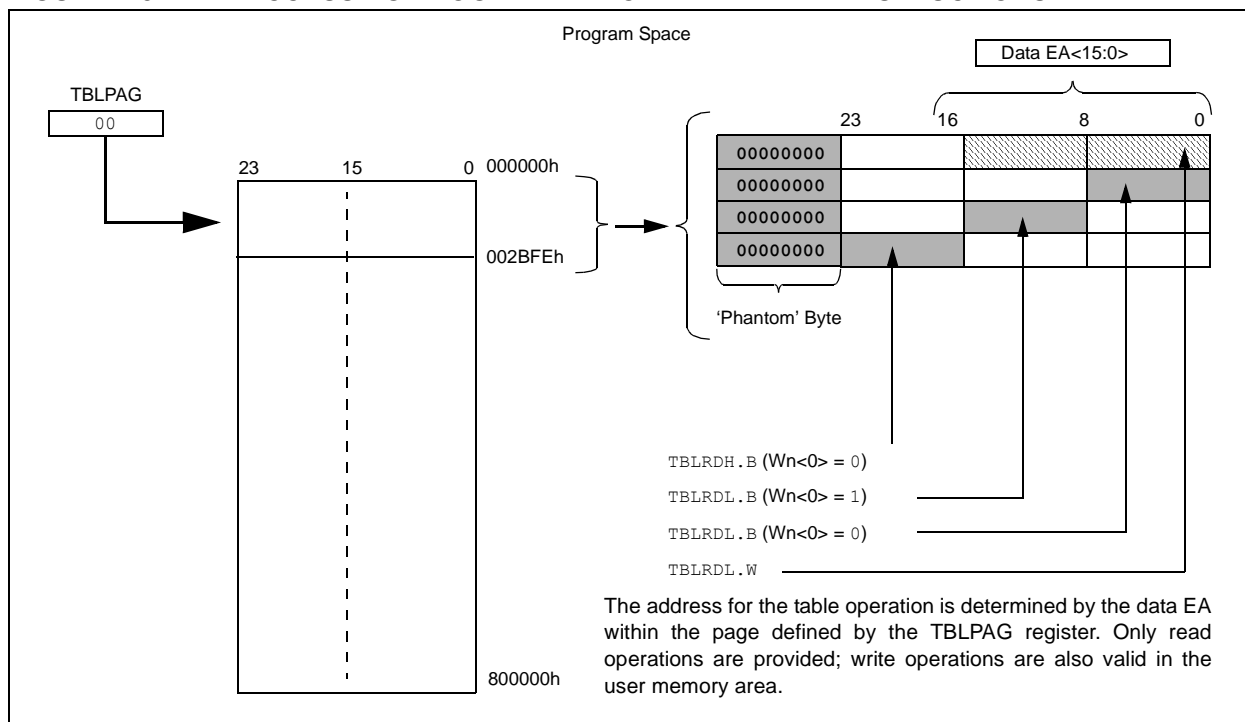 Program Space
Data EA<15:0>
TBLPAG
00
23 16 8 0
23 15 0
000000h
002BFEh
800000h
00000000
00000000
00000000
00000000
‘Phantom’ Byte
TBLRDH.B (Wn<0> = 0)
TBLRDL.B (Wn<0> = 1)
TBLRDL.B (Wn<0> = 0)
TBLRDL.W
The address for the table operation is determined by the data EA
within the page defined by the TBLPAG register. Only read
operations are provided; write operations are also valid in the
user memory area.